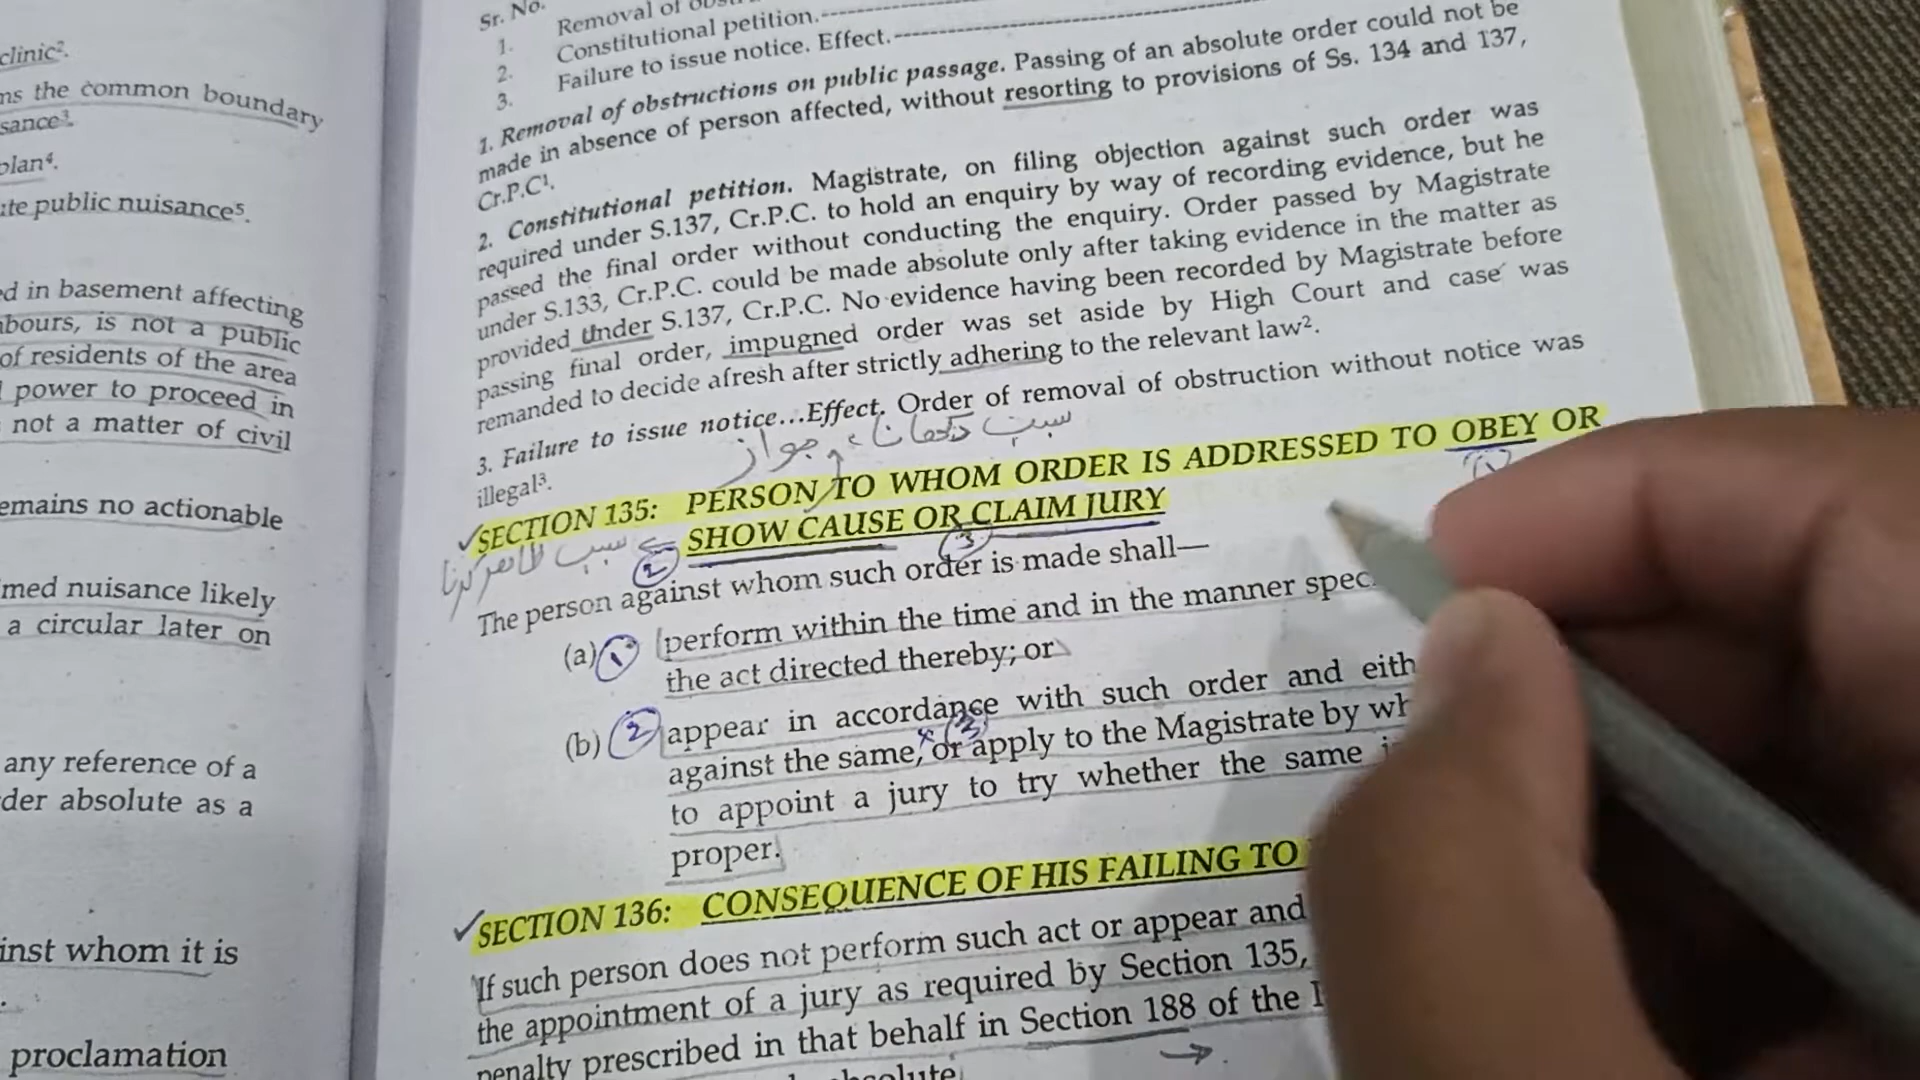 clinic².
ns the common boundary
sance³.
plan⁴.
ite public nuisance⁵.
ed in basement affecting
bours, is not a public
of residents of the area
power to proceed in
not a matter of civil
emains no actionable
med nuisance likely
a circular later on
any reference of a
der absolute as a
inst whom it is
proclamation
Sr. No.
1. Removal of
2. Constitutional petition.
3. Failure to issue notice. Effect.
1. Removal of obstructions on public passage. Passing of an absolute order could not be
made in absence of person affected, without resorting to provisions of Ss. 134 and 137,
Cr.P.C¹.
2. Constitutional petition. Magistrate, on filing objection against such order was
required under S.137, Cr.P.C. to hold an enquiry by way of recording evidence, but he
passed the final order without conducting the enquiry. Order passed by Magistrate
under S.133, Cr.P.C. could be made absolute only after taking evidence in the matter as
provided under S.137, Cr.P.C. No evidence having been recorded by Magistrate before
passing final order, impugned order was set aside by High Court and case was
remanded to decide afresh after strictly adhering to the relevant law².
3. Failure to issue notice...Effect. Order of removal of obstruction without notice was
illegal³.
سبب دکھانا، جواز
SECTION 135: PERSON TO WHOM ORDER IS ADDRESSED TO OBEY OR
SHOW CAUSE OR CLAIM JURY
سبب ظاہر کرنا
The person against whom such order is made shall—
(a) 1 perform within the time and in the manner spec
the act directed thereby; or
(b) 2 appear in accordance with such order and eith
against the same, or apply to the Magistrate by wh
to appoint a jury to try whether the same
proper.
SECTION 136: CONSEQUENCE OF HIS FAILING TO
If such person does not perform such act or appear and
the appointment of a jury as required by Section 135,
penalty prescribed in that behalf in Section 188 of the